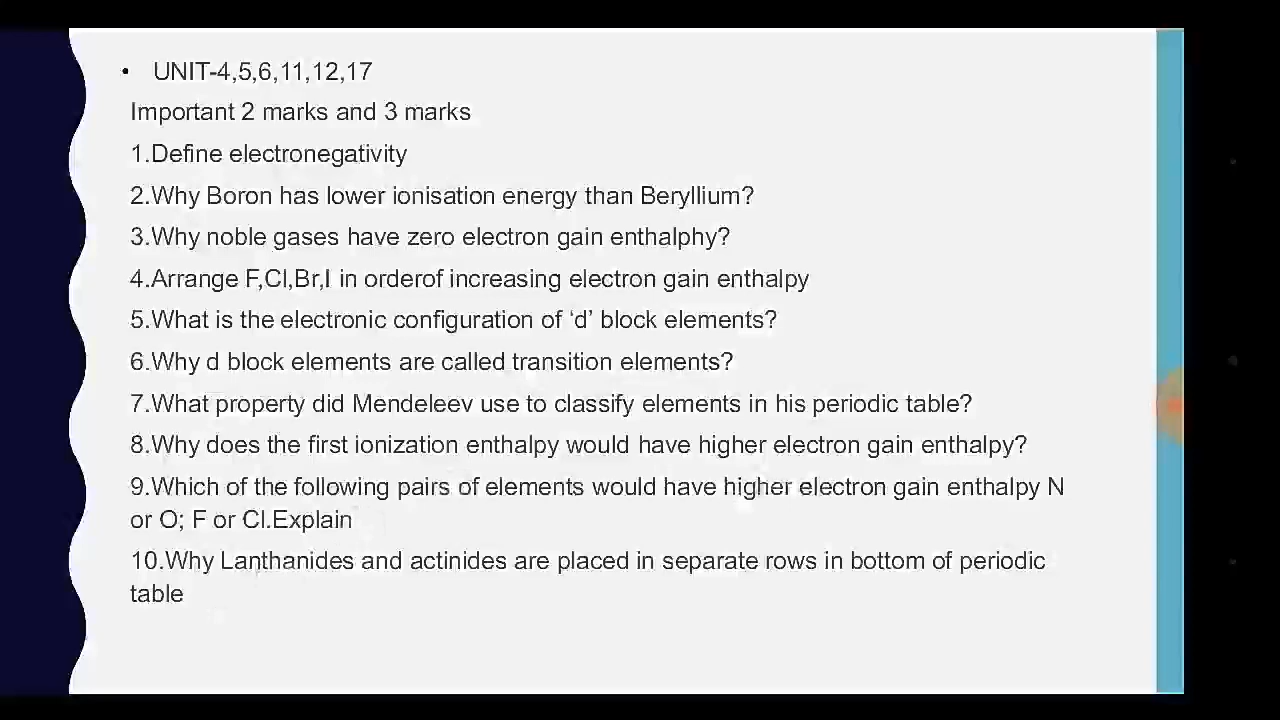 • UNIT-4,5,6,11,12,17
Important 2 marks and 3 marks
1.Define electronegativity
2.Why Boron has lower ionisation energy than Beryllium?
3.Why noble gases have zero electron gain enthalphy?
4.Arrange F,Cl,Br,I in orderof increasing electron gain enthalpy
5.What is the electronic configuration of ‘d’ block elements?
6.Why d block elements are called transition elements?
7.What property did Mendeleev use to classify elements in his periodic table?
8.Why does the first ionization enthalpy would have higher electron gain enthalpy?
9.Which of the following pairs of elements would have higher electron gain enthalpy N
or O; F or Cl.Explain
10.Why Lanthanides and actinides are placed in separate rows in bottom of periodic
table